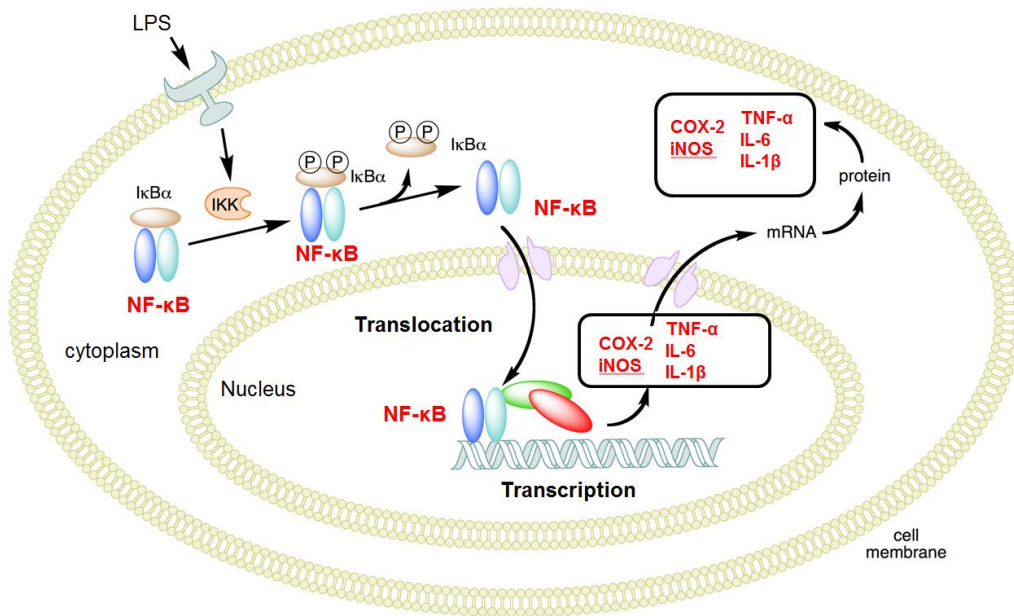 LPS
IκBα
IKK
NF-κB
P P
IκBα
NF-κB
P P
IκBα
NF-κB
COX-2 TNF-α
iNOS IL-6
IL-1β
protein
mRNA
cytoplasm
Nucleus
Translocation
COX-2 TNF-α
iNOS IL-6
IL-1β
NF-κB
Transcription
cell
membrane